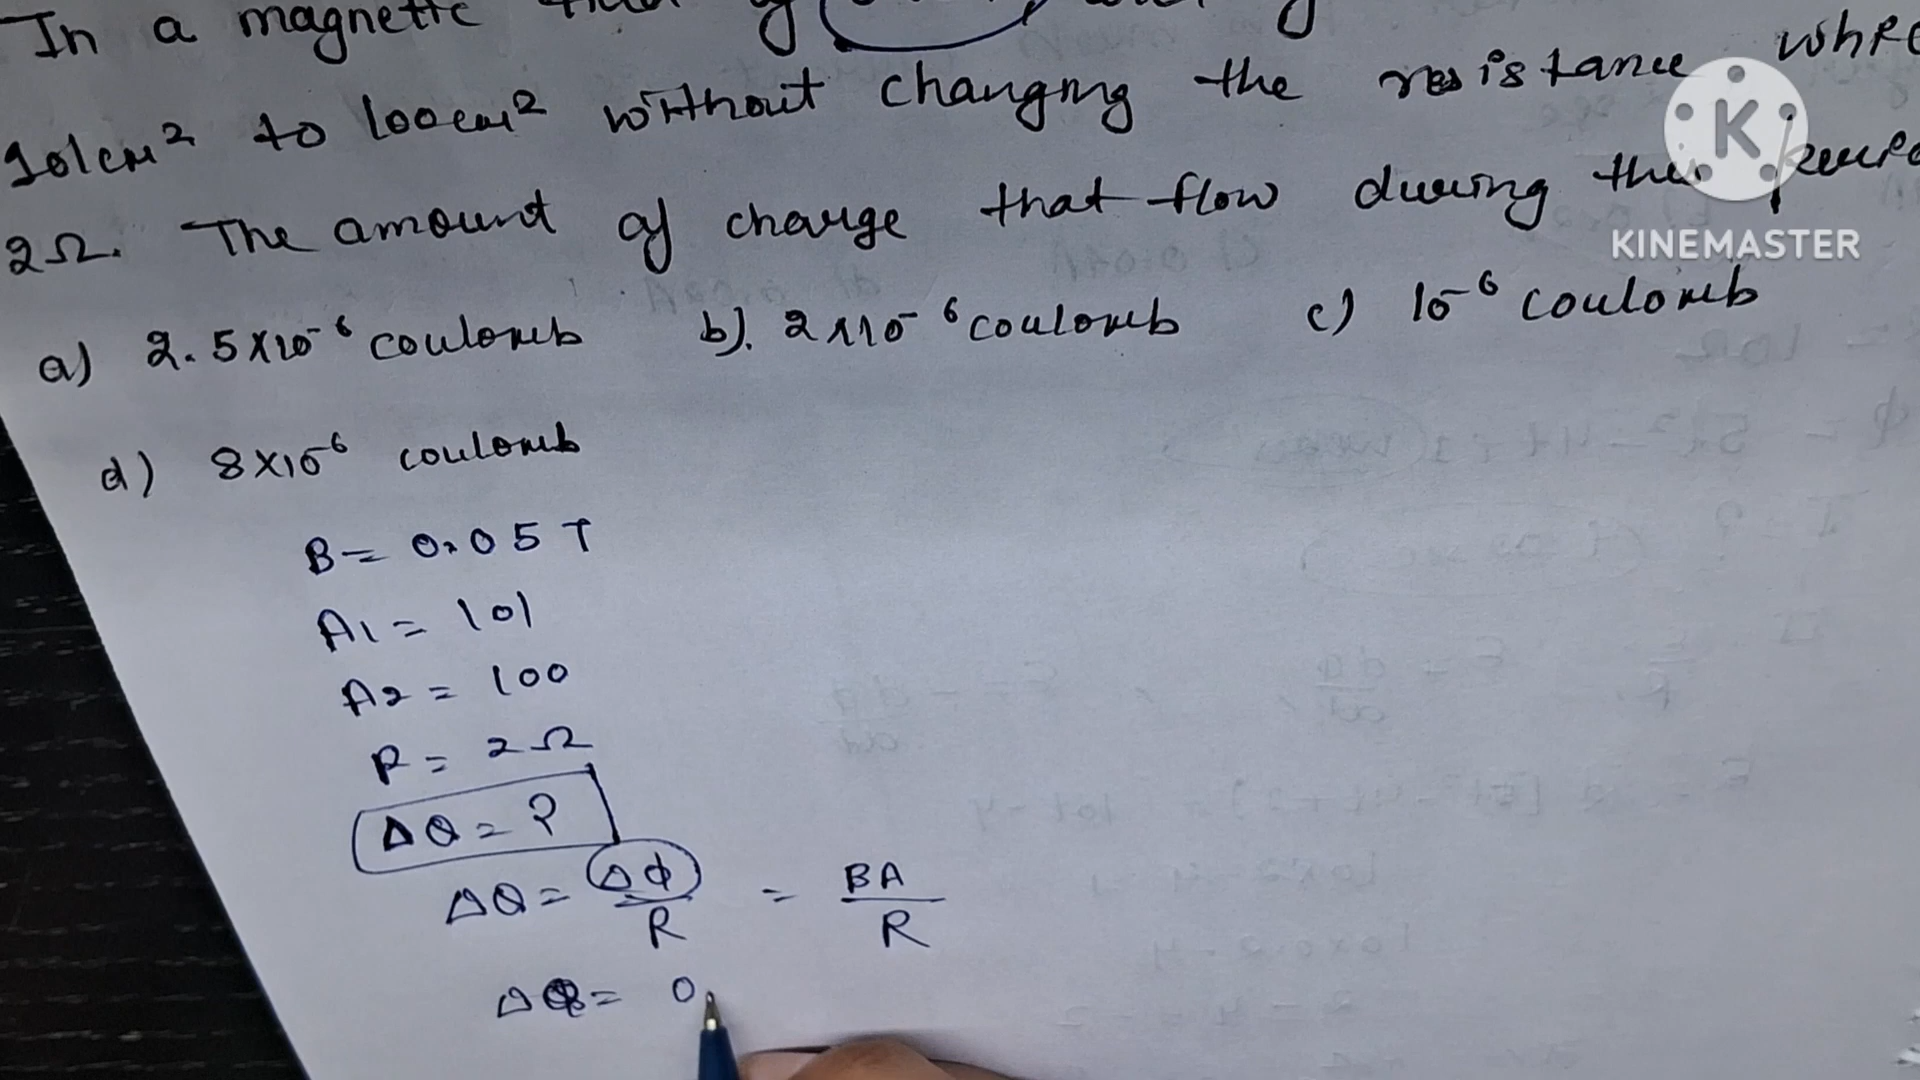 In a magnetic
101cm² to 100cm² without changing the resistance
2Ω. The amount of charge that flow during this
a) 2.5×10⁻⁶ coulomb b). 2×10⁻⁶ coulomb c) 10⁻⁶ coulomb
d) 8×10⁻⁶ coulomb
B = 0.05 T
A1 = 101
A2 = 100
R = 2Ω
ΔQ = ?
ΔQ = Δϕ/R = BA/R
ΔQ = 0
K
KINEMASTER